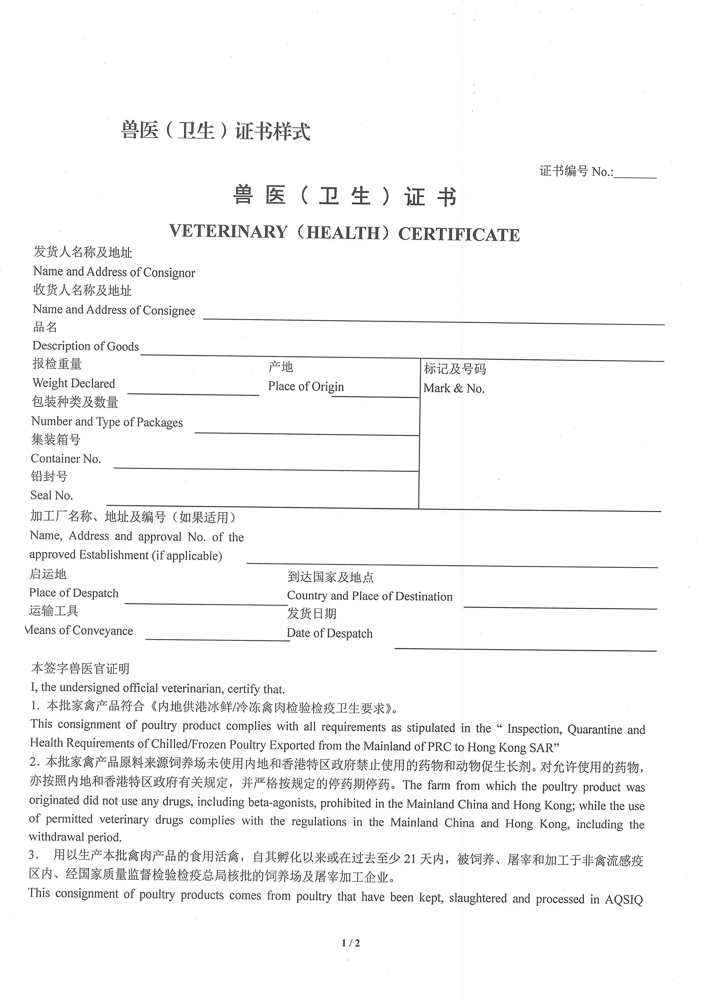 兽医（卫生）证书样式
证书编号 No.:
兽医（卫生）证书
VETERINARY（HEALTH）CERTIFICATE
发货人名称及地址
Name and Address of Consignor
收货人名称及地址
Name and Address of Consignee
品名
Description of Goods
报检重量 产地 标记及号码
Weight Declared Place of Origin Mark & No.
包装种类及数量
Number and Type of Packages
集装箱号
Container No.
铅封号
Seal No.
加工厂名称、地址及编号（如果适用）
Name, Address and approval No. of the
approved Establishment (if applicable)
启运地 到达国家及地点
Place of Despatch Country and Place of Destination
运输工具 发货日期
Means of Conveyance Date of Despatch
本签字兽医官证明
I, the undersigned official veterinarian, certify that.
1. 本批家禽产品符合《内地供港冰鲜/冷冻禽肉检验检疫卫生要求》。
This consignment of poultry product complies with all requirements as stipulated in the “ Inspection, Quarantine and
Health Requirements of Chilled/Frozen Poultry Exported from the Mainland of PRC to Hong Kong SAR”
2. 本批家禽产品原料来源饲养场未使用内地和香港特区政府禁止使用的药物和动物促生长剂。对允许使用的药物，
亦按照内地和香港特区政府有关规定，并严格按规定的停药期停药。The farm from which the poultry product was
originated did not use any drugs, including beta-agonists, prohibited in the Mainland China and Hong Kong; while the use
of permitted veterinary drugs complies with the regulations in the Mainland China and Hong Kong, including the
withdrawal period.
3. 用以生产本批禽肉产品的食用活禽，自其孵化以来或在过去至少 21 天内，被饲养、屠宰和加工于非禽流感疫
区内、经国家质量监督检验检疫总局核批的饲养场及屠宰加工企业。
This consignment of poultry products comes from poultry that have been kept, slaughtered and processed in AQSIQ
1 / 2